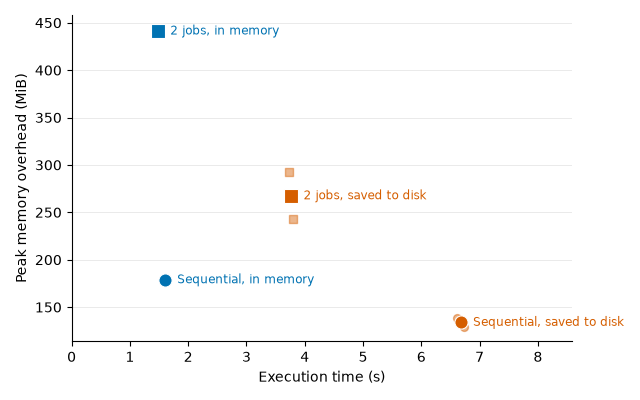 450
400
350
300
250
200
150
Peak memory overhead (MiB)
2 jobs, in memory
2 jobs, saved to disk
Sequential, in memory
Sequential, saved to disk
0 1 2 3 4 5 6 7 8
Execution time (s)